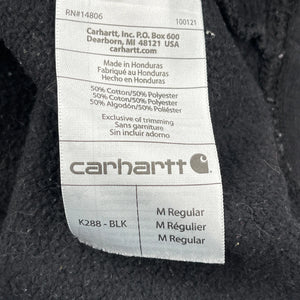 RN#14806 100121
Carhartt, Inc. P.O. Box 600
Dearborn, MI 48121 USA
carhartt.com
Made in Honduras
Fabriqué au Honduras
Hecho en Honduras
50% Cotton/50% Polyester
50% Coton/50% Polyester
50% Algodón/50% Poliéster
Exclusive of trimming
Sans garniture
Sin incluir adorno
carhartt
K288 - BLK
M Regular
M Régulier
M Regular